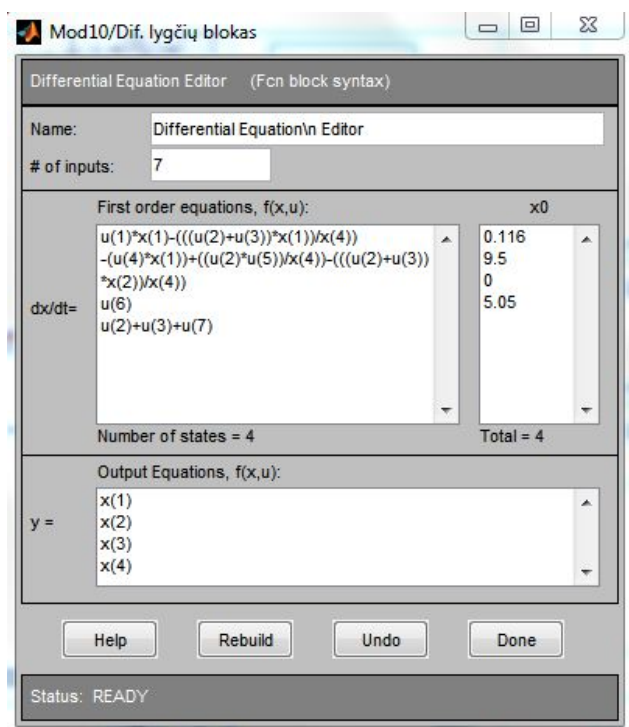 Mod10/Dif. lygčių blokas
Differential Equation Editor (Fcn block syntax)
Name: Differential Equation\n Editor
# of inputs: 7
First order equations, f(x,u): x0
u(1)*x(1)-(((u(2)+u(3))*x(1))/x(4)) 0.116
-(u(4)*x(1))+((u(2)*u(5))/x(4))-(((u(2)+u(3)) 9.5
*x(2))/x(4)) 0
dx/dt= u(6) 5.05
u(2)+u(3)+u(7)
Number of states = 4 Total = 4
Output Equations, f(x,u):
y = x(1)
x(2)
x(3)
x(4)
Help Rebuild Undo Done
Status: READY